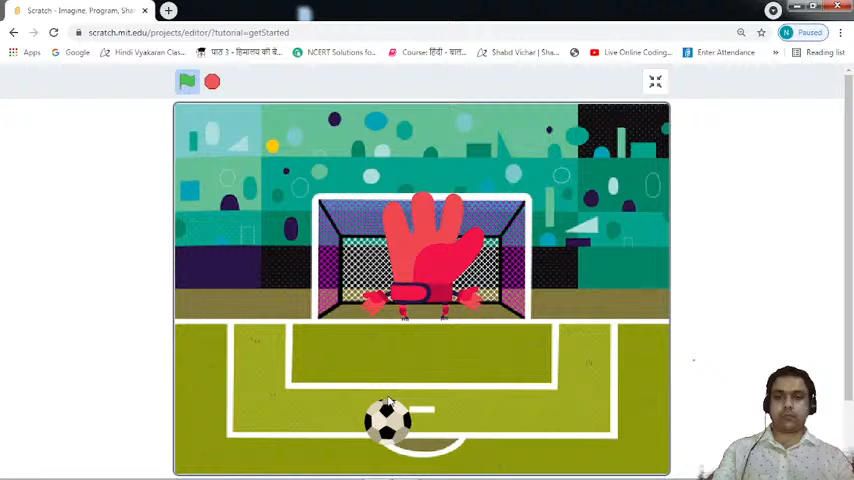 Scratch - Imagine, Program, Shar
scratch.mit.edu/projects/editor/?tutorial=getStarted
N Paused
Apps Google Hindi Vyakaran Clas... पाठ 3 - हिमालय की बे... NCERT Solutions fo... Course: हिंदी - बाल... Shabd Vichar | Sha... Live Online Coding... Enter Attendance » Reading list